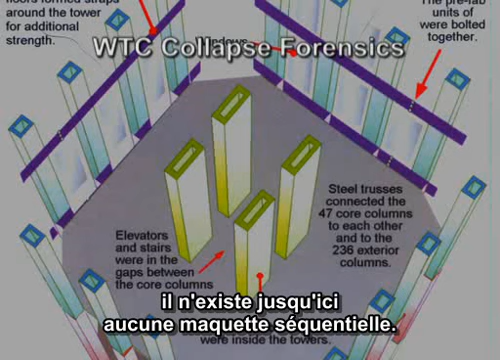 floors formed straps
around the tower
for additional
strength.
The pre-fab
units of
were bolted
together.
WTC Collapse Forensics
Steel trusses
connected the
47 core columns
to each other
and to the
236 exterior
columns.
Elevators
and stairs
were in the
gaps between
the core columns
il n'existe jusqu'ici
aucune maquette séquentielle.
were inside the towers.